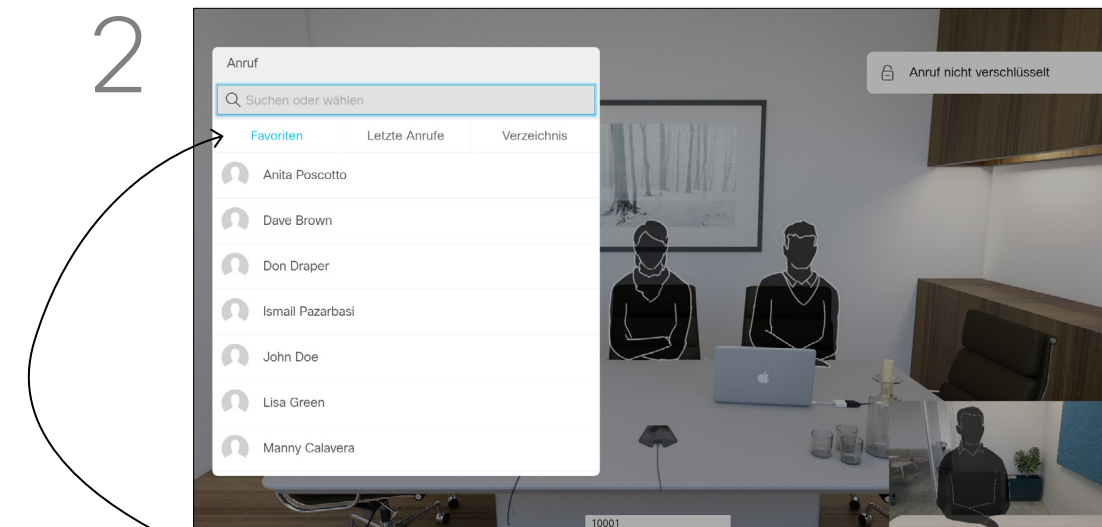 2
Anruf
Suchen oder wählen
Favoriten Letzte Anrufe Verzeichnis
Anita Poscotto
Dave Brown
Don Draper
Ismail Pazarbasi
John Doe
Lisa Green
Manny Calavera
Anruf nicht verschlüsselt
10001